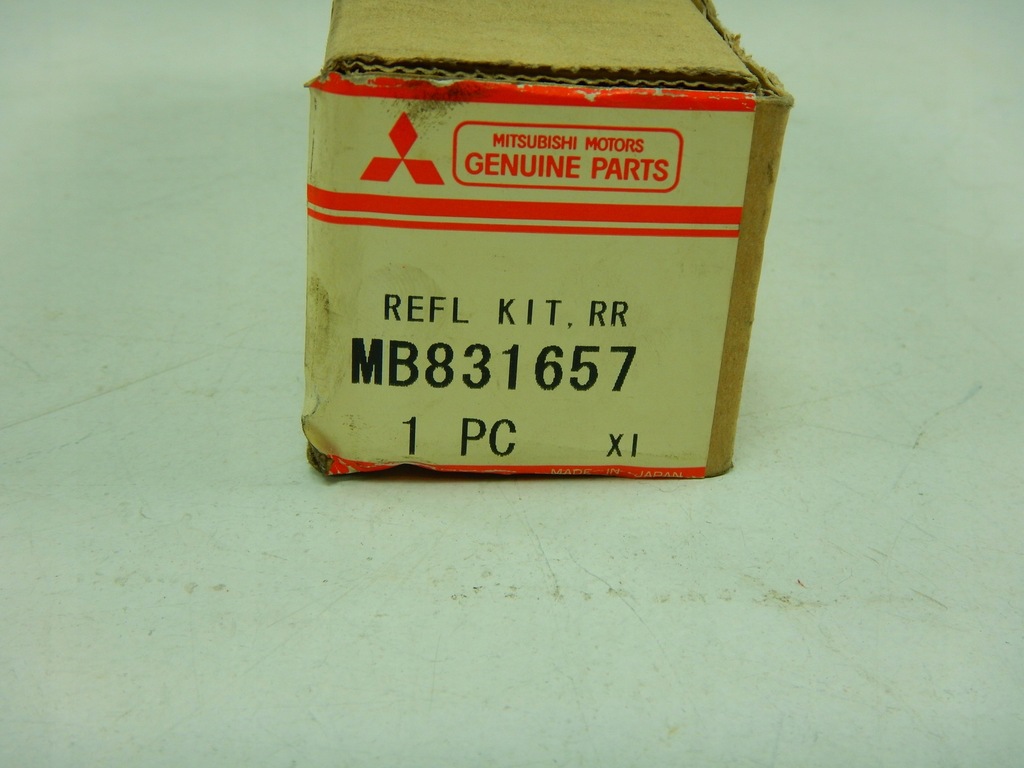 MITSUBISHI MOTORS
GENUINE PARTS
REFL KIT, RR
MB831657
1 PC XI
MADE IN JAPAN